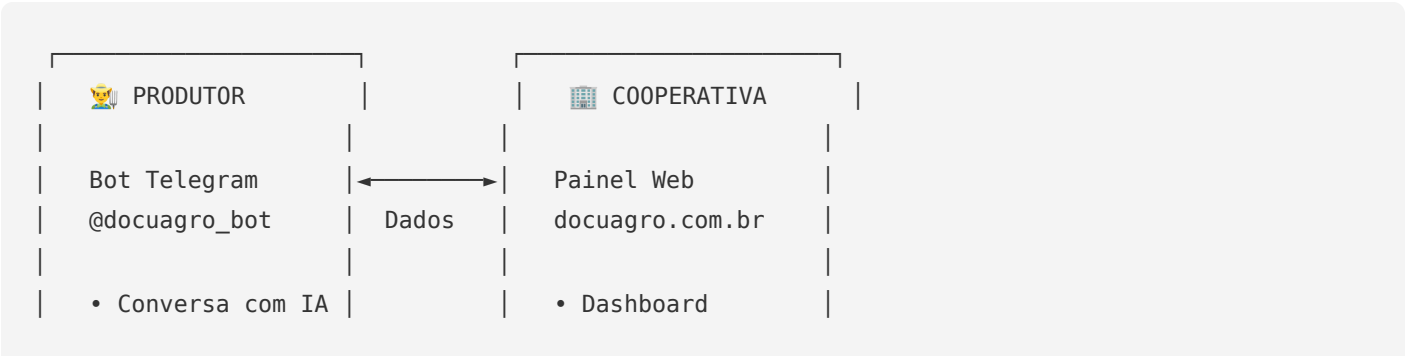 👨‍🌾 PRODUTOR 🏢 COOPERATIVA
Bot Telegram Painel Web
@docuagro_bot Dados docuagro.com.br
• Conversa com IA • Dashboard